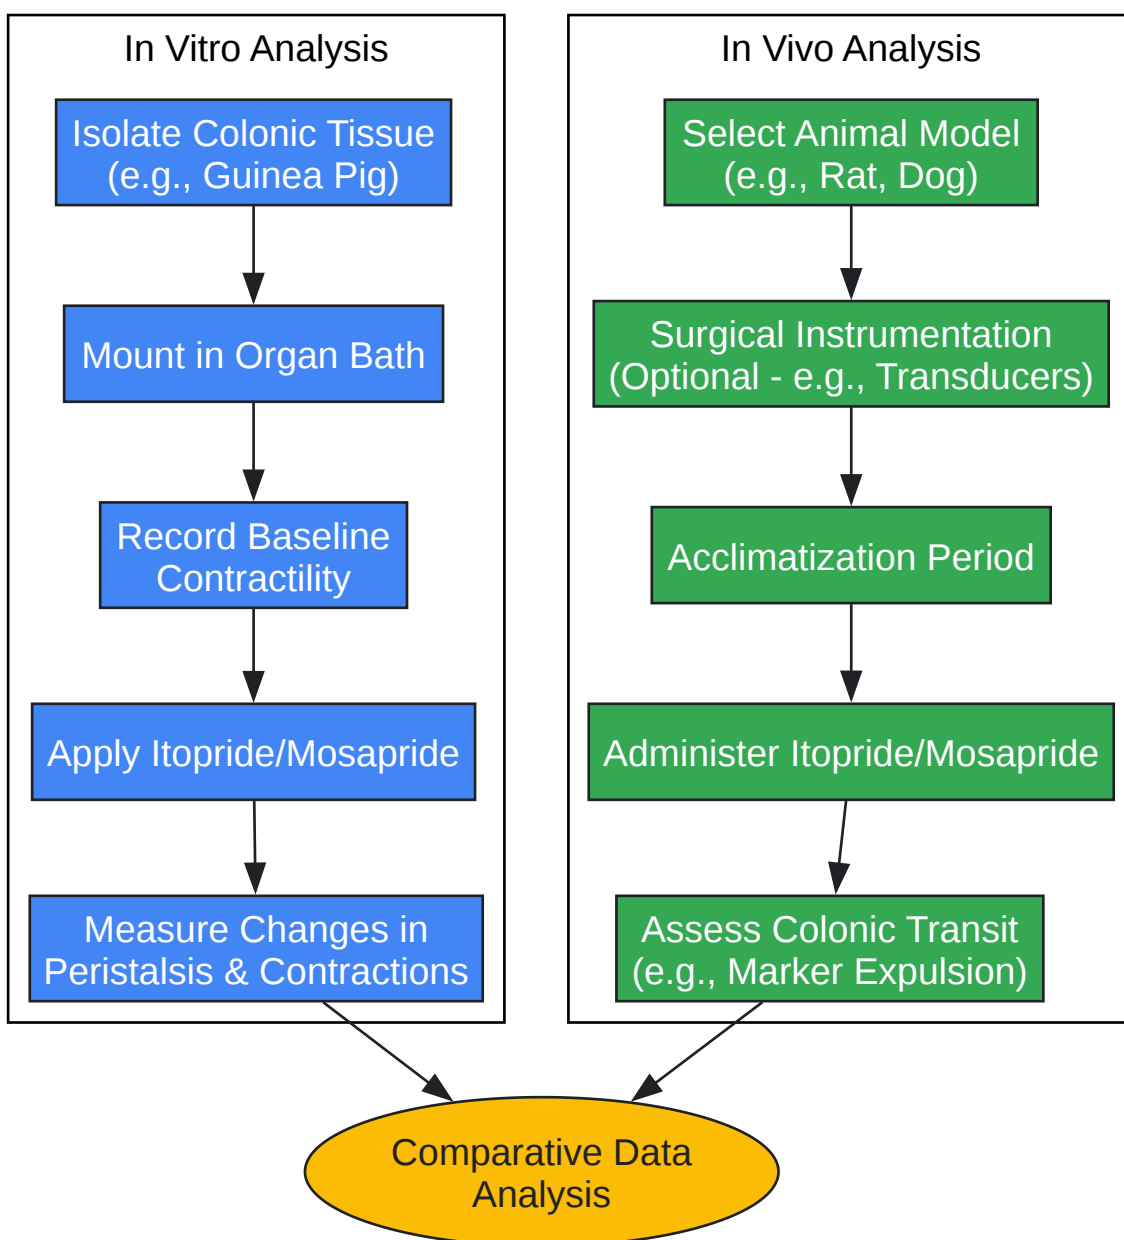 In Vitro Analysis
Isolate Colonic Tissue
(e.g., Guinea Pig)
Mount in Organ Bath
Record Baseline
Contractility
Apply Itopride/Mosapride
Measure Changes in
Peristalsis & Contractions
In Vivo Analysis
Select Animal Model
(e.g., Rat, Dog)
Surgical Instrumentation
(Optional - e.g., Transducers)
Acclimatization Period
Administer Itopride/Mosapride
Assess Colonic Transit
(e.g., Marker Expulsion)
Comparative Data
Analysis